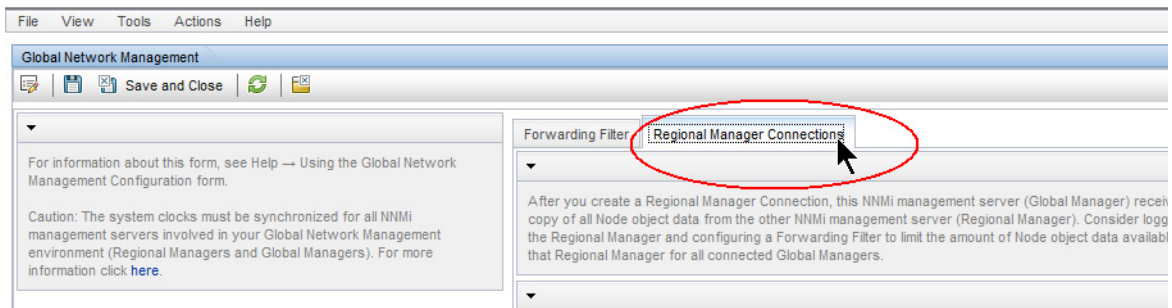 File View Tools Actions Help
Global Network Management
Save and Close
For information about this form, see Help → Using the Global Network
Management Configuration form.
Caution: The system clocks must be synchronized for all NNMi
management servers involved in your Global Network Management
environment (Regional Managers and Global Managers). For more
information click here.
Forwarding Filter Regional Manager Connections
After you create a Regional Manager Connection, this NNMi management server (Global Manager)
copy of all Node object data from the other NNMi management server (Regional Manager). Consider
the Regional Manager and configuring a Forwarding Filter to limit the amount of Node object data
that Regional Manager for all connected Global Managers.